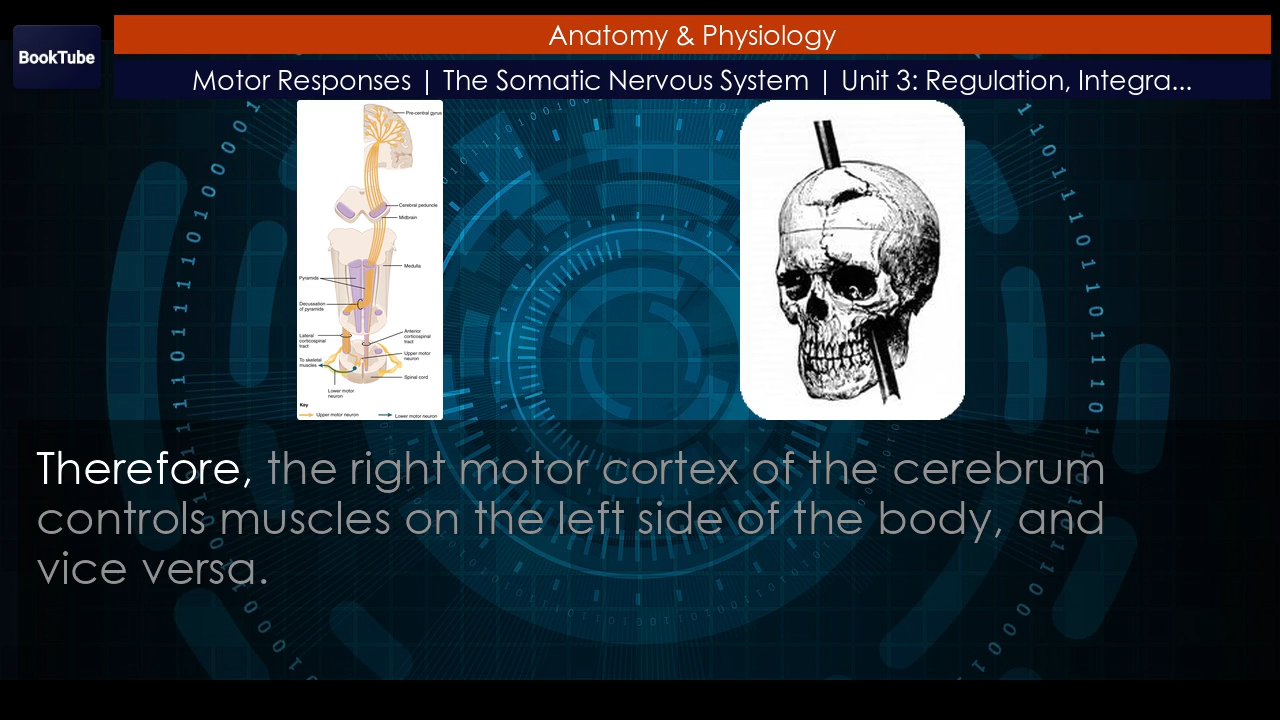 Anatomy & Physiology
BookTube
Motor Responses | The Somatic Nervous System | Unit 3: Regulation, Integra...
Pre-central gyrus
Cerebral peduncle
Midbrain
Medulla
Pyramids
Decussation
of pyramids
Lateral
corticospinal
tract
Anterior
corticospinal
tract
To skeletal
muscles
Upper motor
neuron
Spinal cord
Lower motor
neuron
Key
Upper motor neuron
Lower motor neuron
Therefore, the right motor cortex of the cerebrum
controls muscles on the left side of the body, and
vice versa.